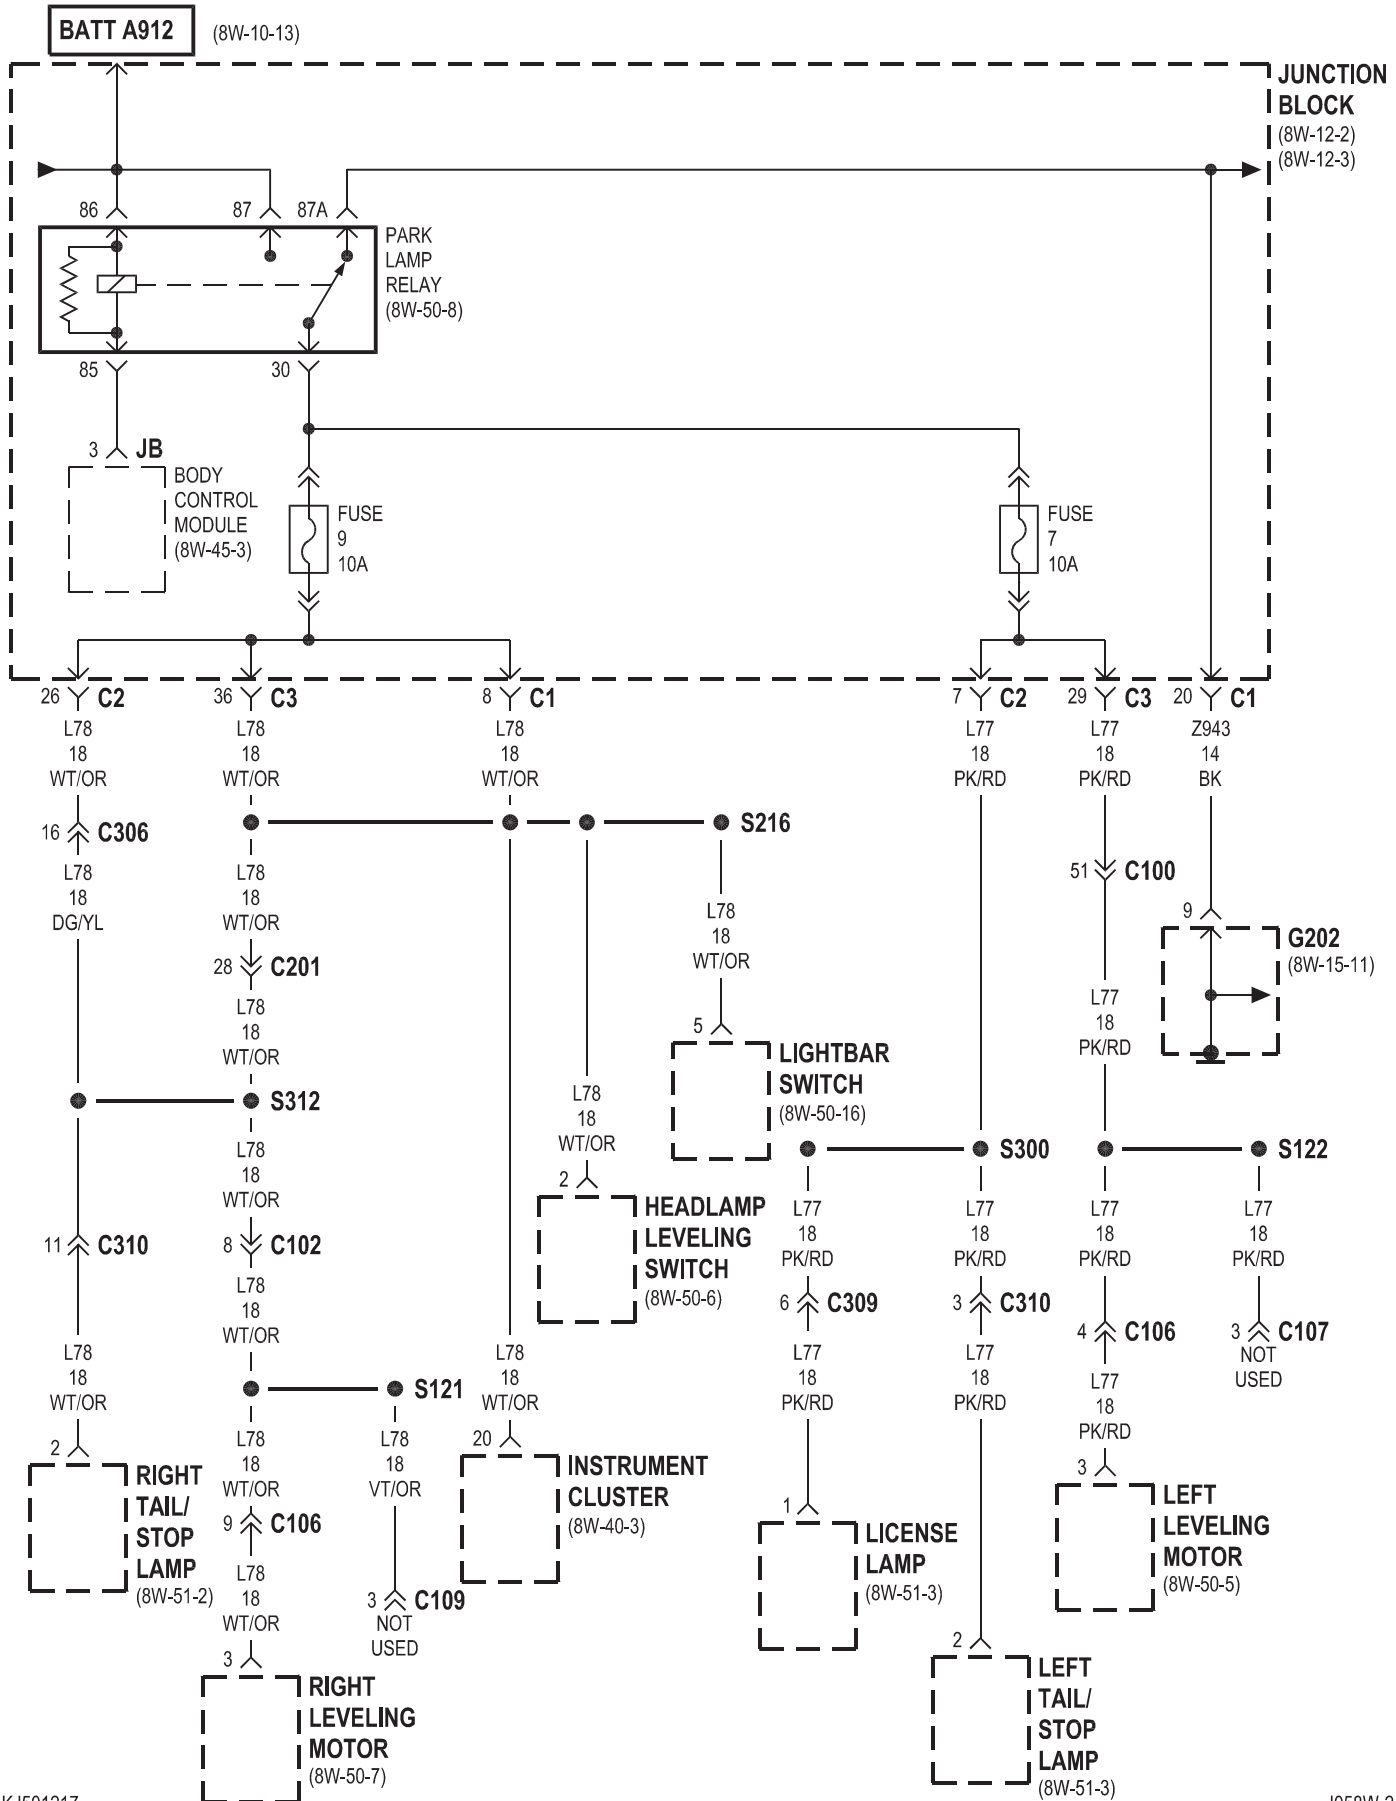 BATT A912 (8W-10-13)
JUNCTION
BLOCK
(8W-12-2)
(8W-12-3)
86 87 87A
PARK
LAMP
RELAY
(8W-50-8)
85 30
3 JB
BODY
CONTROL
MODULE
(8W-45-3)
FUSE
9
10A
FUSE
7
10A
26 C2 36 C3 8 C1 7 C2 29 C3 20 C1
L78 L78 L78 L77 L77 Z943
18 18 18 18 18 14
WT/OR WT/OR WT/OR PK/RD PK/RD BK
16 C306
S216
L78 L78
18 18
DG/YL WT/OR
51 C100
L78
18
WT/OR
9
G202
(8W-15-11)
28 C201
L78
18
WT/OR
L77
18
PK/RD
5
LIGHTBAR
SWITCH
(8W-50-16)
S312
L78
18
WT/OR
L78
18
WT/OR
S300
S122
2
HEADLAMP
LEVELING
SWITCH
(8W-50-6)
L77 L77 L77 L77
18 18 18 18
PK/RD PK/RD PK/RD PK/RD
11 C310
8 C102
L78
18
WT/OR
6 C309 3 C310
4 C106
3 C107
NOT
USED
L78
18
WT/OR
L78
18
WT/OR
L77 L77
18 18
PK/RD PK/RD
L77
18
PK/RD
S121
L78 L78
18 18
WT/OR VT/OR
2
RIGHT
TAIL/
STOP
LAMP
(8W-51-2)
20
INSTRUMENT
CLUSTER
(8W-40-3)
3
LEFT
LEVELING
MOTOR
(8W-50-5)
1
LICENSE
LAMP
(8W-51-3)
9 C106
L78
18
WT/OR
3 C109
NOT
USED
2
LEFT
TAIL/
STOP
LAMP
(8W-51-3)
3
RIGHT
LEVELING
MOTOR
(8W-50-7)